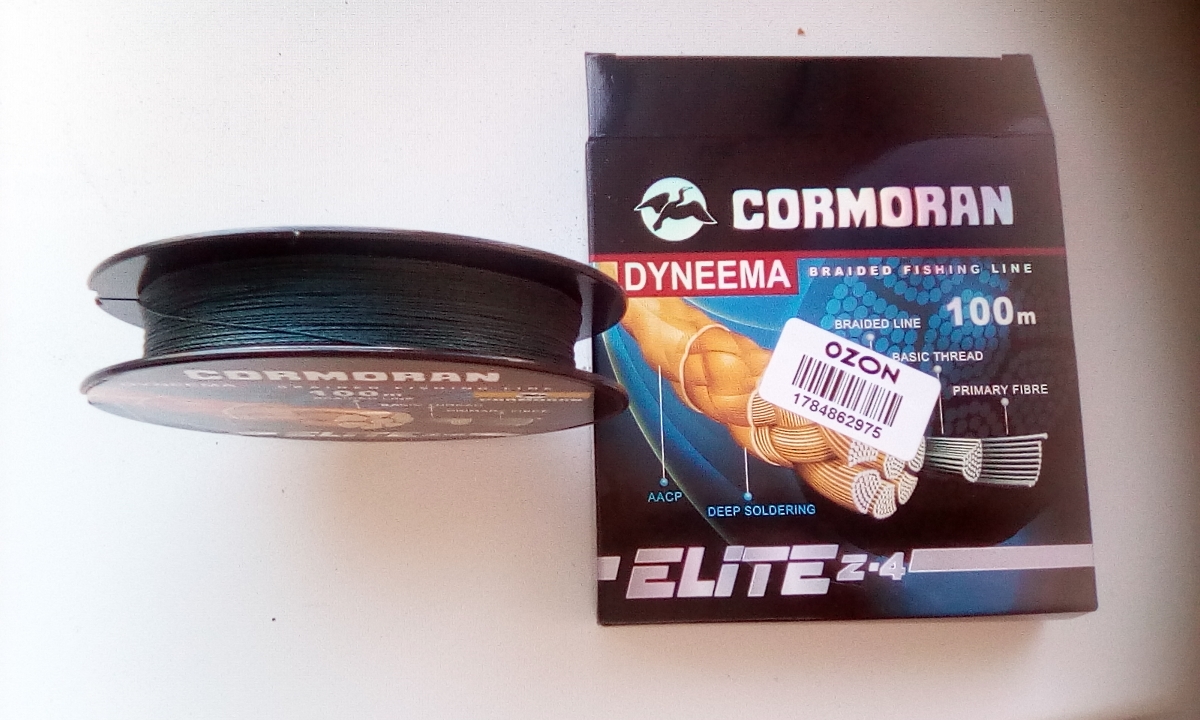 CORMORAN
DYNEEMA
BRAIDED FISHING LINE
100m
BRAIDED LINE
BASIC THREAD
PRIMARY FIBRE
OZON
1784862975
AACP
DEEP SOLDERING
ELITE Z-4
CORMORAN
100m